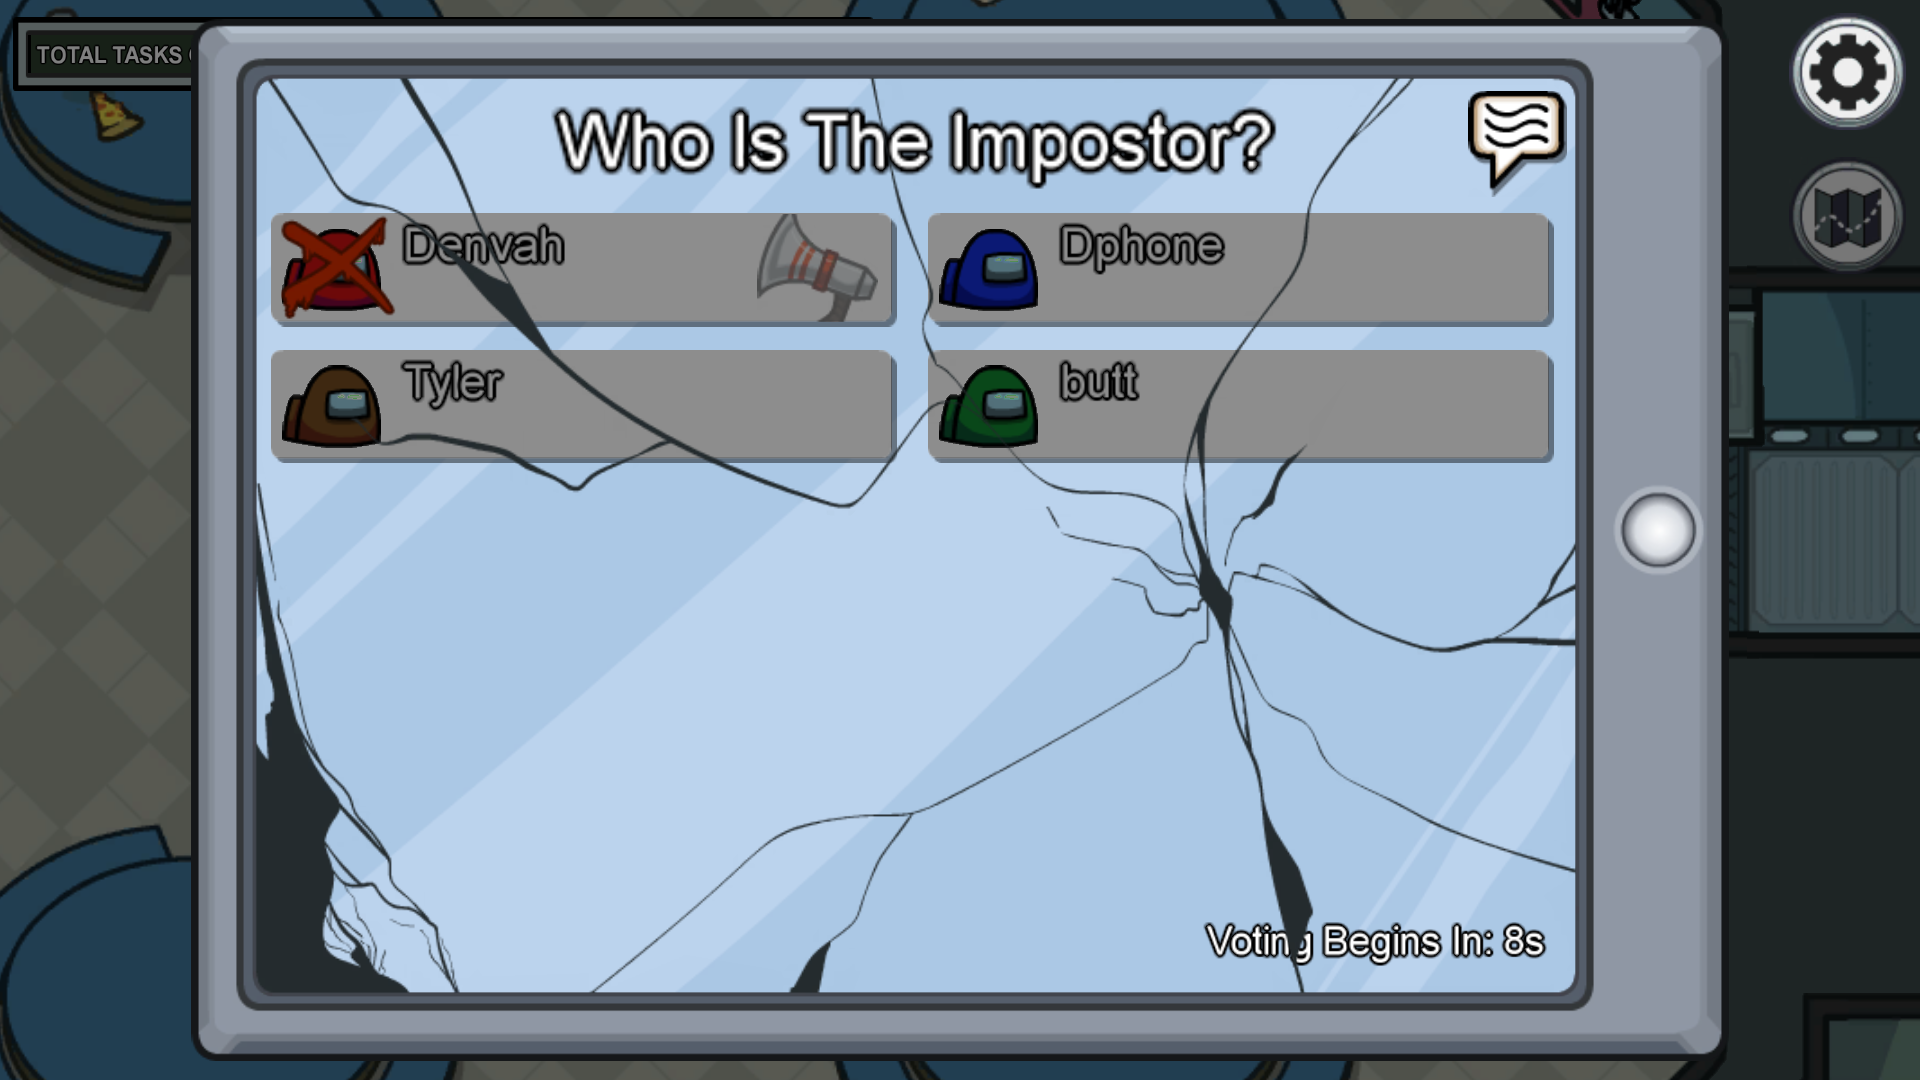 TOTAL TASKS
Who Is The Impostor?
Denvah
Dphone
Tyler
butt
Voting Begins In: 8s